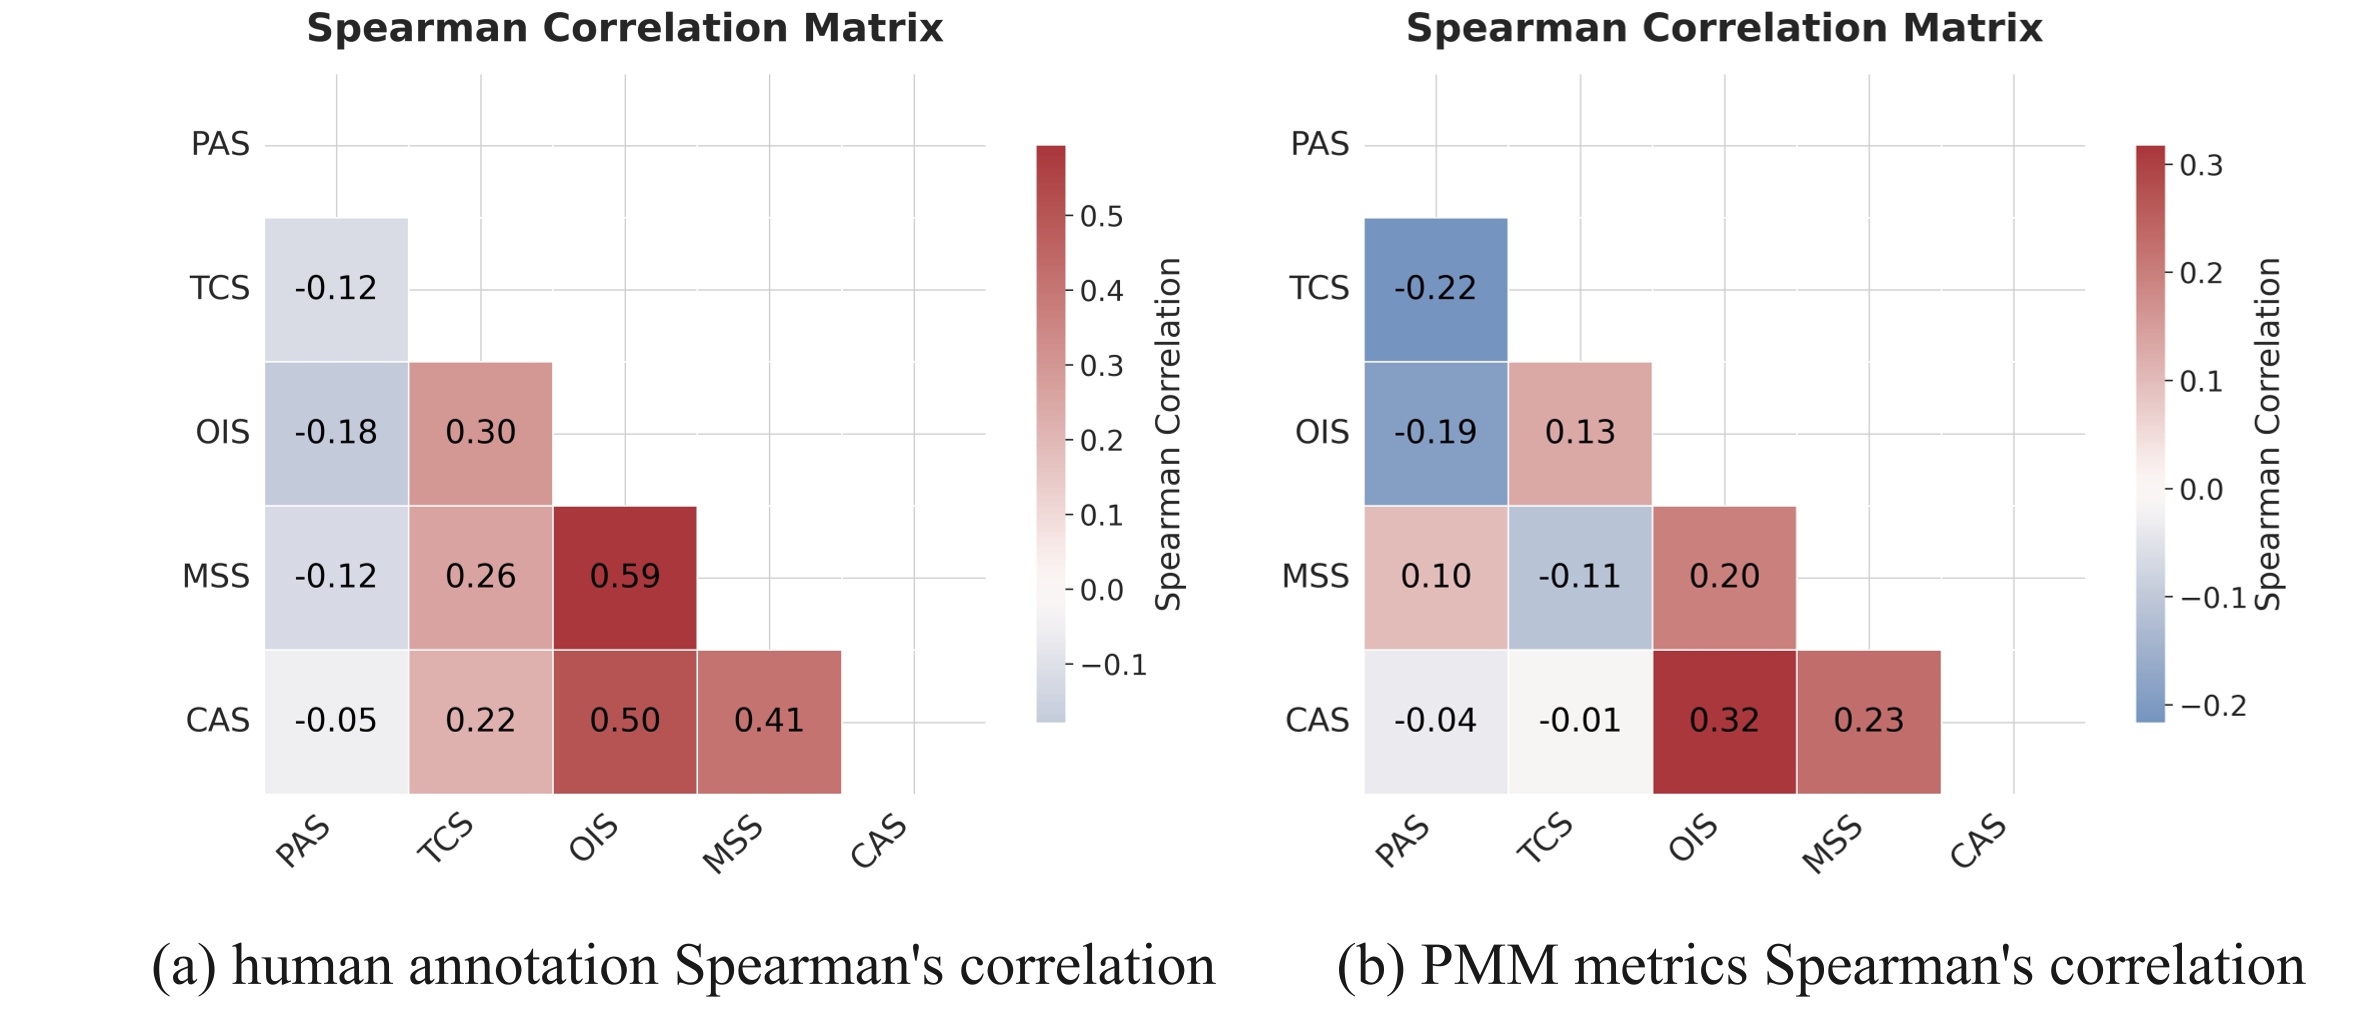 Spearman Correlation Matrix
PAS
TCS
-0.12
OIS
-0.18 0.30
MSS
-0.12 0.26 0.59
CAS
-0.05 0.22 0.50 0.41
PAS TCS OIS MSS CAS
0.5
0.4
0.3
0.2
0.1
0.0
−0.1
Spearman Correlation
(a) human annotation Spearman's correlation
Spearman Correlation Matrix
PAS
TCS
-0.22
OIS
-0.19 0.13
MSS
0.10 -0.11 0.20
CAS
-0.04 -0.01 0.32 0.23
PAS TCS OIS MSS CAS
0.3
0.2
0.1
0.0
−0.1
−0.2
Spearman Correlation
(b) PMM metrics Spearman's correlation